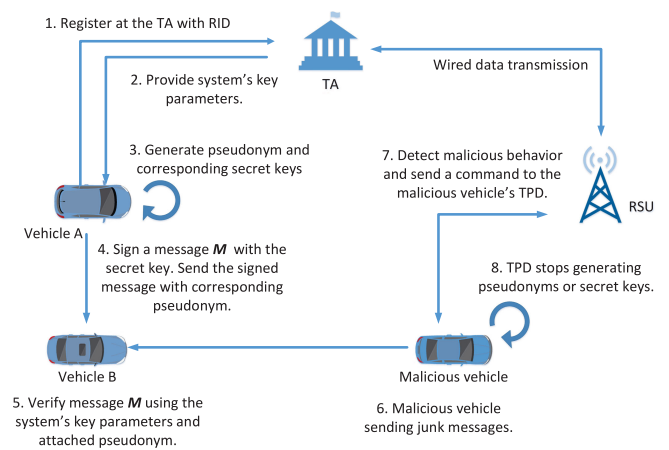 1. Register at the TA with RID
2. Provide system's key
parameters.
TA
Wired data transmission
3. Generate pseudonym and
corresponding secret keys
7. Detect malicious behavior
and send a command to the
malicious vehicle's TPD.
RSU
Vehicle A
4. Sign a message M with the
secret key. Send the signed
message with corresponding
pseudonym.
8. TPD stops generating
pseudonyms or secret keys.
Vehicle B
Malicious vehicle
5. Verify message M using the
system's key parameters and
attached pseudonym.
6. Malicious vehicle
sending junk messages.